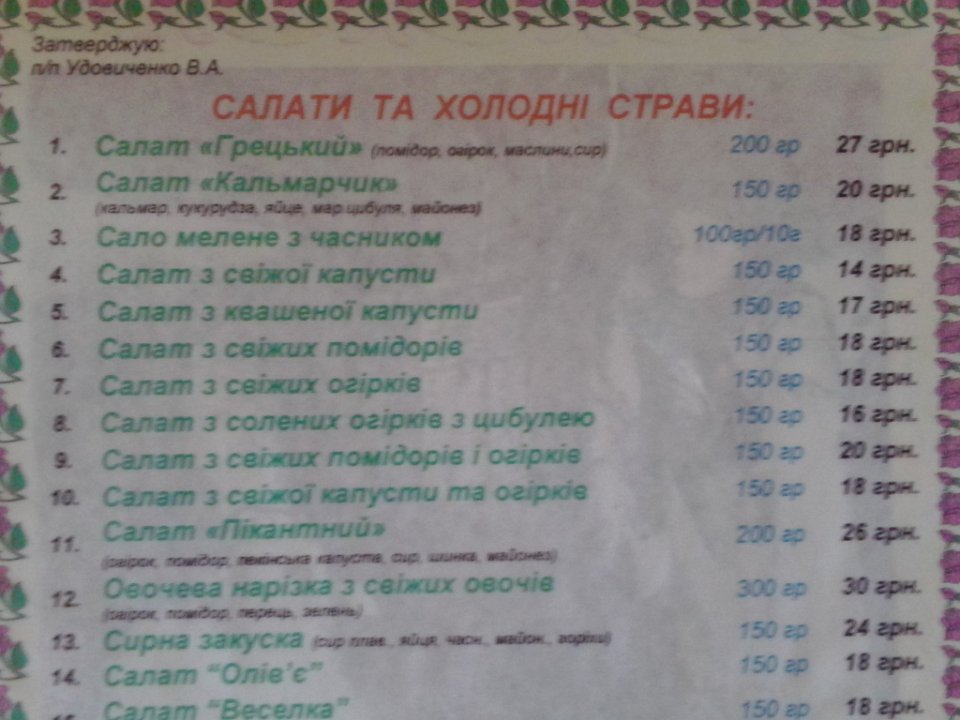 Затверджую:
п/п Удовиченко В.А.
САЛАТИ ТА ХОЛОДНІ СТРАВИ:
1. Салат «Грецький» (помідор, огірок, маслини,сир) 200 гр 27 грн.
2. Салат «Кальмарчик» 150 гр 20 грн.
(кальмар, кукурудза, яйце, мар.цибуля, майонез)
3. Сало мелене з часником 100гр/10г 18 грн.
4. Салат з свіжої капусти 150 гр 14 грн.
5. Салат з квашеної капусти 150 гр 17 грн.
6. Салат з свіжих помідорів 150 гр 18 грн.
7. Салат з свіжих огірків 150 гр 18 грн.
8. Салат з солених огірків з цибулею 150 гр 16 грн.
9. Салат з свіжих помідорів і огірків 150 гр 20 грн.
10. Салат з свіжої капусти та огірків 150 гр 18 грн.
11. Салат «Пікантний» 200 гр 26 грн.
(огірок, помідор, пекінська капуста, сир, шинка, майонез)
12. Овочева нарізка з свіжих овочів 300 гр 30 грн.
(огірок, помідор, перець, зелень)
13. Сирна закуска (сир плав., яйця, часн., майон., горіхи) 150 гр 24 грн.
14. Салат “Олів’є” 150 гр 18 грн.
15. Салат “Веселка” 150 гр 18 грн.